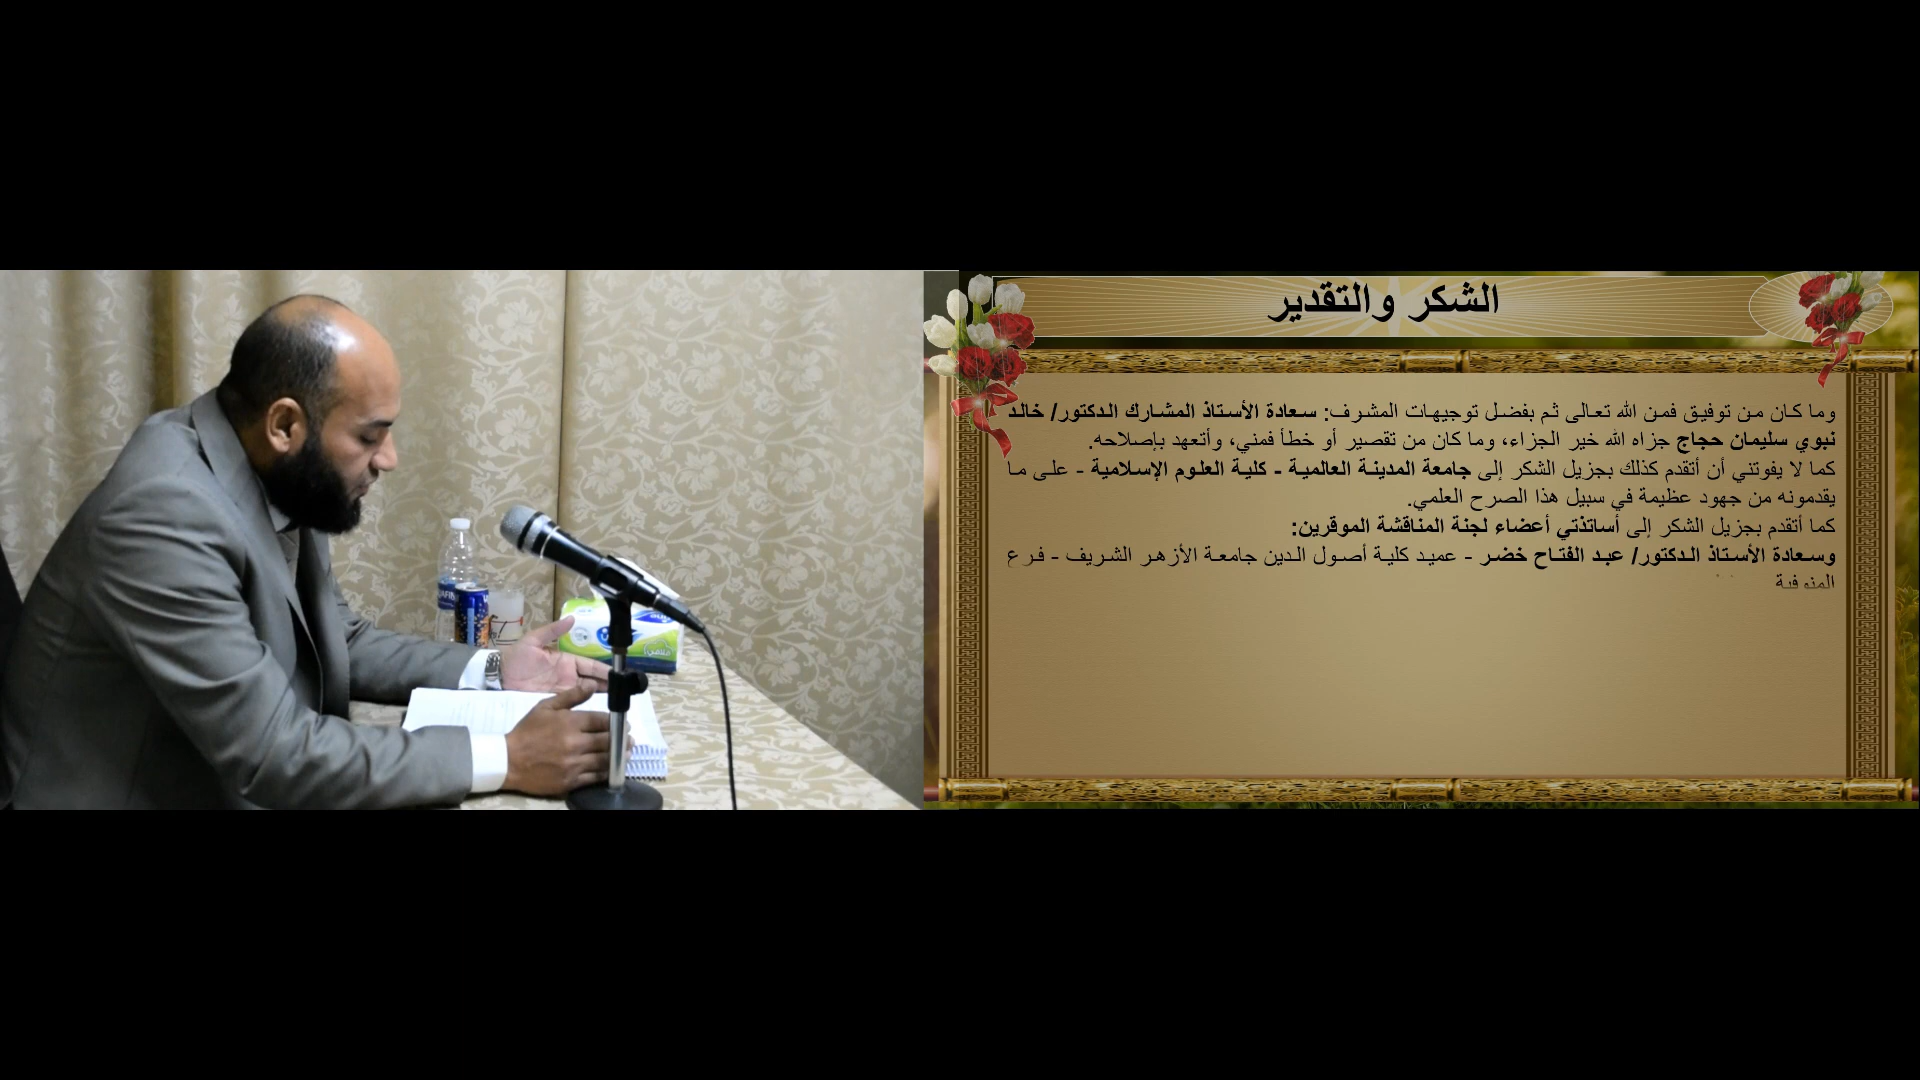 الشكر والتقدير
وما كان من توفيق فمن الله تعالى ثم بفضل توجيهات المشرف: سعادة الأستاذ المشارك الدكتور/ خالد
نبوي سليمان حجاج جزاه الله خير الجزاء، وما كان من تقصير أو خطأ فمني، وأتعهد بإصلاحه.
كما لا يفوتني أن أتقدم كذلك بجزيل الشكر إلى جامعة المدينة العالمية - كلية العلوم الإسلامية - على ما
يقدمونه من جهود عظيمة في سبيل هذا الصرح العلمي.
كما أتقدم بجزيل الشكر إلى أساتذتي أعضاء لجنة المناقشة الموقرين:
وسعادة الأستاذ الدكتور/ عبد الفتاح خضر - عميد كلية أصول الدين جامعة الأزهر الشريف - فرع
المنوفية